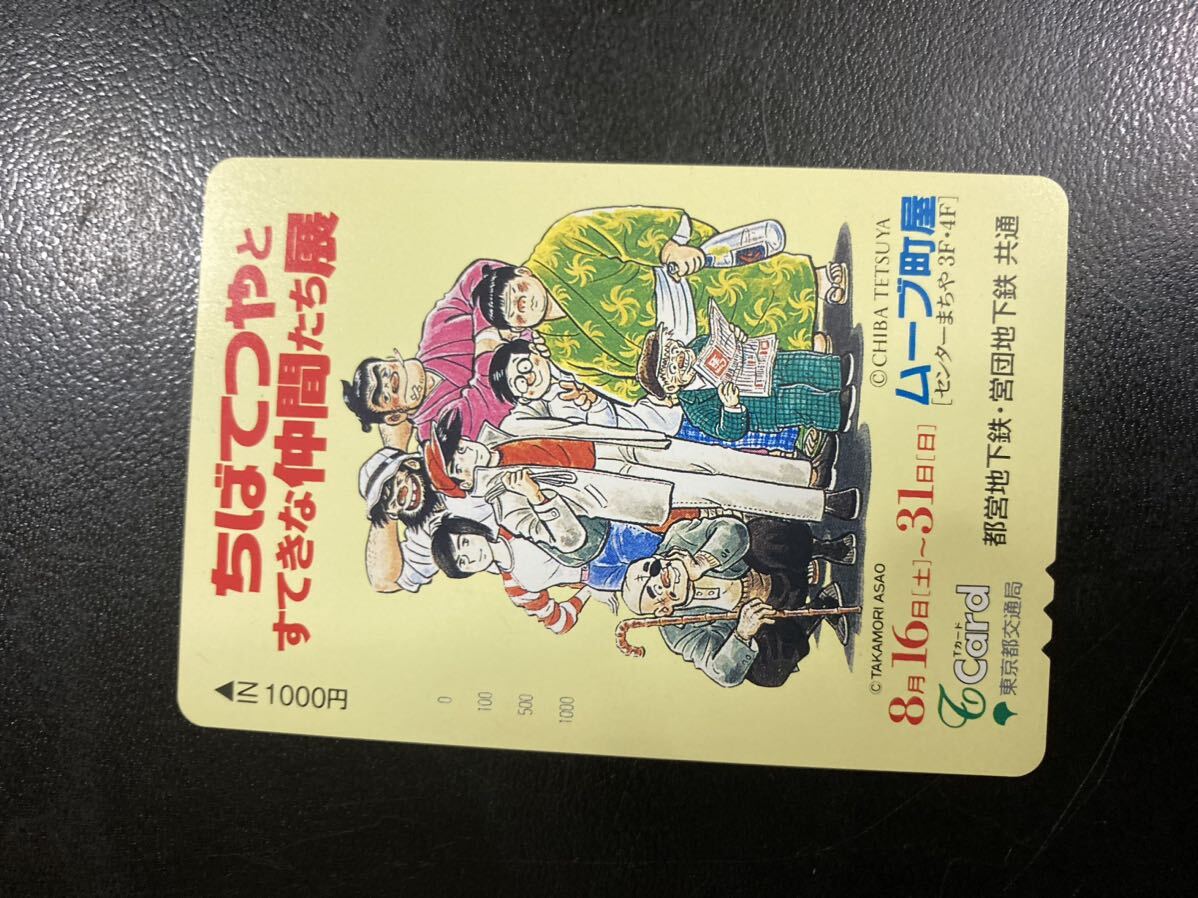 ちばてつやと
すてきな仲間たち展
◀IN 1000円
0
100
500
1000
©TAKAMORI ASAO
©CHIBA TETSUYA
8月16日[土]～31日[日]
ムーブ町屋
[センターまちや 3F・4F]
Tカード
Card
東京都交通局
都営地下鉄・営団地下鉄 共通